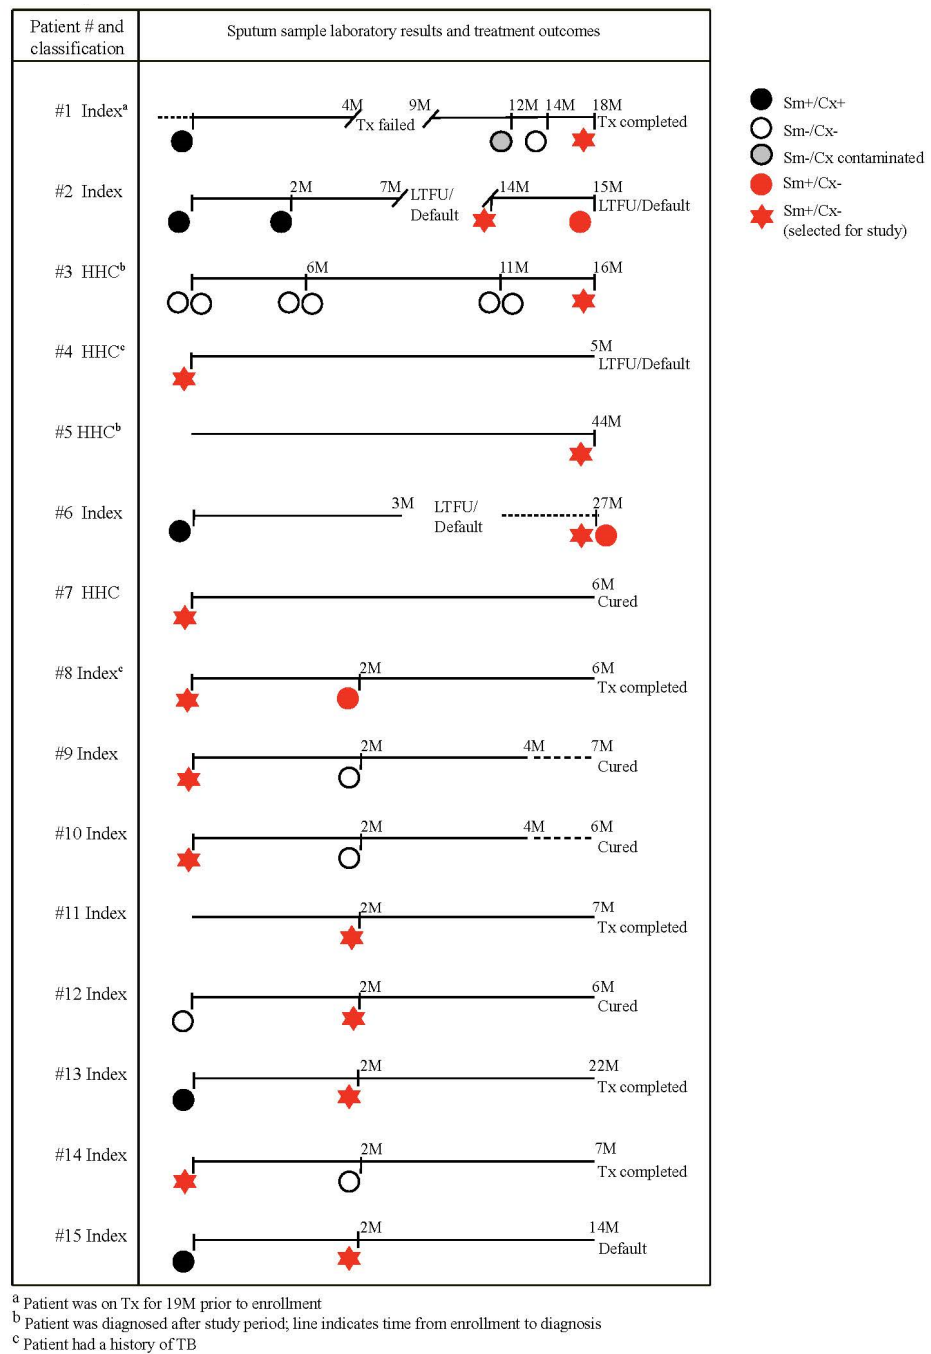 Patient # and
classification
Sputum sample laboratory results and treatment outcomes
#1 Indexᵃ
4M
Tx failed
9M
12M
14M
18M
Tx completed
#2 Index
2M
7M
LTFU/
Default
14M
15M
LTFU/Default
#3 HHCᵇ
6M
11M
16M
#4 HHCᶜ
5M
LTFU/Default
#5 HHCᵇ
44M
#6 Index
3M
LTFU/
Default
27M
#7 HHC
6M
Cured
#8 Indexᶜ
2M
6M
Tx completed
#9 Index
2M
4M
7M
Cured
#10 Index
2M
4M
6M
Cured
#11 Index
2M
7M
Tx completed
#12 Index
2M
6M
Cured
#13 Index
2M
22M
Tx completed
#14 Index
2M
7M
Tx completed
#15 Index
2M
14M
Default
Sm+/Cx+
Sm-/Cx-
Sm-/Cx contaminated
Sm+/Cx-
Sm+/Cx-
(selected for study)
ᵃ Patient was on Tx for 19M prior to enrollment
ᵇ Patient was diagnosed after study period; line indicates time from enrollment to diagnosis
ᶜ Patient had a history of TB